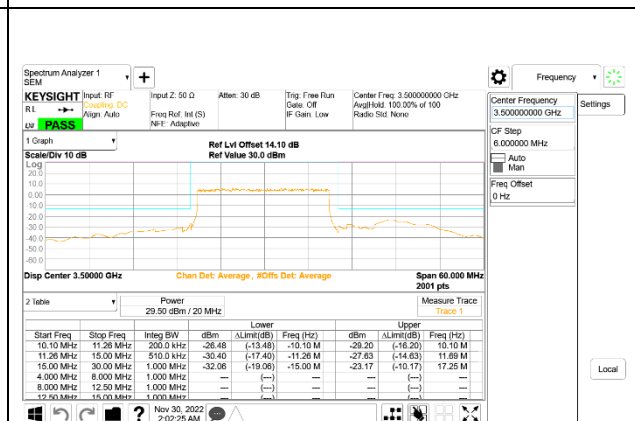 Spectrum Analyzer 1
SEM
Frequency
KEYSIGHT
RL
PASS
Input: RF
Coupling: DC
Align: Auto
Input Z: 50 Ω
Freq Ref: Int (S)
NFE: Adaptive
Atten: 30 dB
Trig: Free Run
Gate: Off
IF Gain: Low
Center Freq: 3.500000000 GHz
Avg|Hold: 100.00% of 100
Radio Std: None
Center Frequency
3.500000000 GHz
Settings
CF Step
6.000000 MHz
Auto
Man
Freq Offset
0 Hz
1 Graph
Scale/Div 10 dB
Ref Lvl Offset 14.10 dB
Ref Value 30.0 dBm
Log
20.0
10.0
0.00
-10.0
-20.0
-30.0
-40.0
-50.0
-60.0
Disp Center 3.50000 GHz
Chan Det: Average , #Offs Det: Average
Span 60.000 MHz
2001 pts
2 Table
Power
29.50 dBm / 20 MHz
Measure Trace
Trace 1
Lower Upper
Start Freq Stop Freq Integ BW dBm ΔLimit(dB) Freq (Hz) dBm ΔLimit(dB) Freq (Hz)
10.10 MHz 11.26 MHz 200.0 kHz -26.48 (-13.48) -10.10 M -29.20 (-16.20) 10.10 M
11.26 MHz 15.00 MHz 510.0 kHz -30.40 (-17.40) -11.26 M -27.63 (-14.63) 11.69 M
15.00 MHz 30.00 MHz 1.000 MHz -32.06 (-19.06) -15.00 M -23.17 (-10.17) 17.25 M
4.000 MHz 8.000 MHz 1.000 MHz --- (---) --- --- (---) ---
8.000 MHz 12.50 MHz 1.000 MHz --- (---) --- --- (---) ---
12.50 MHz 15.00 MHz 1.000 MHz --- (---) --- --- (---) ---
Local
?
Nov 30, 2022
2:02:25 AM